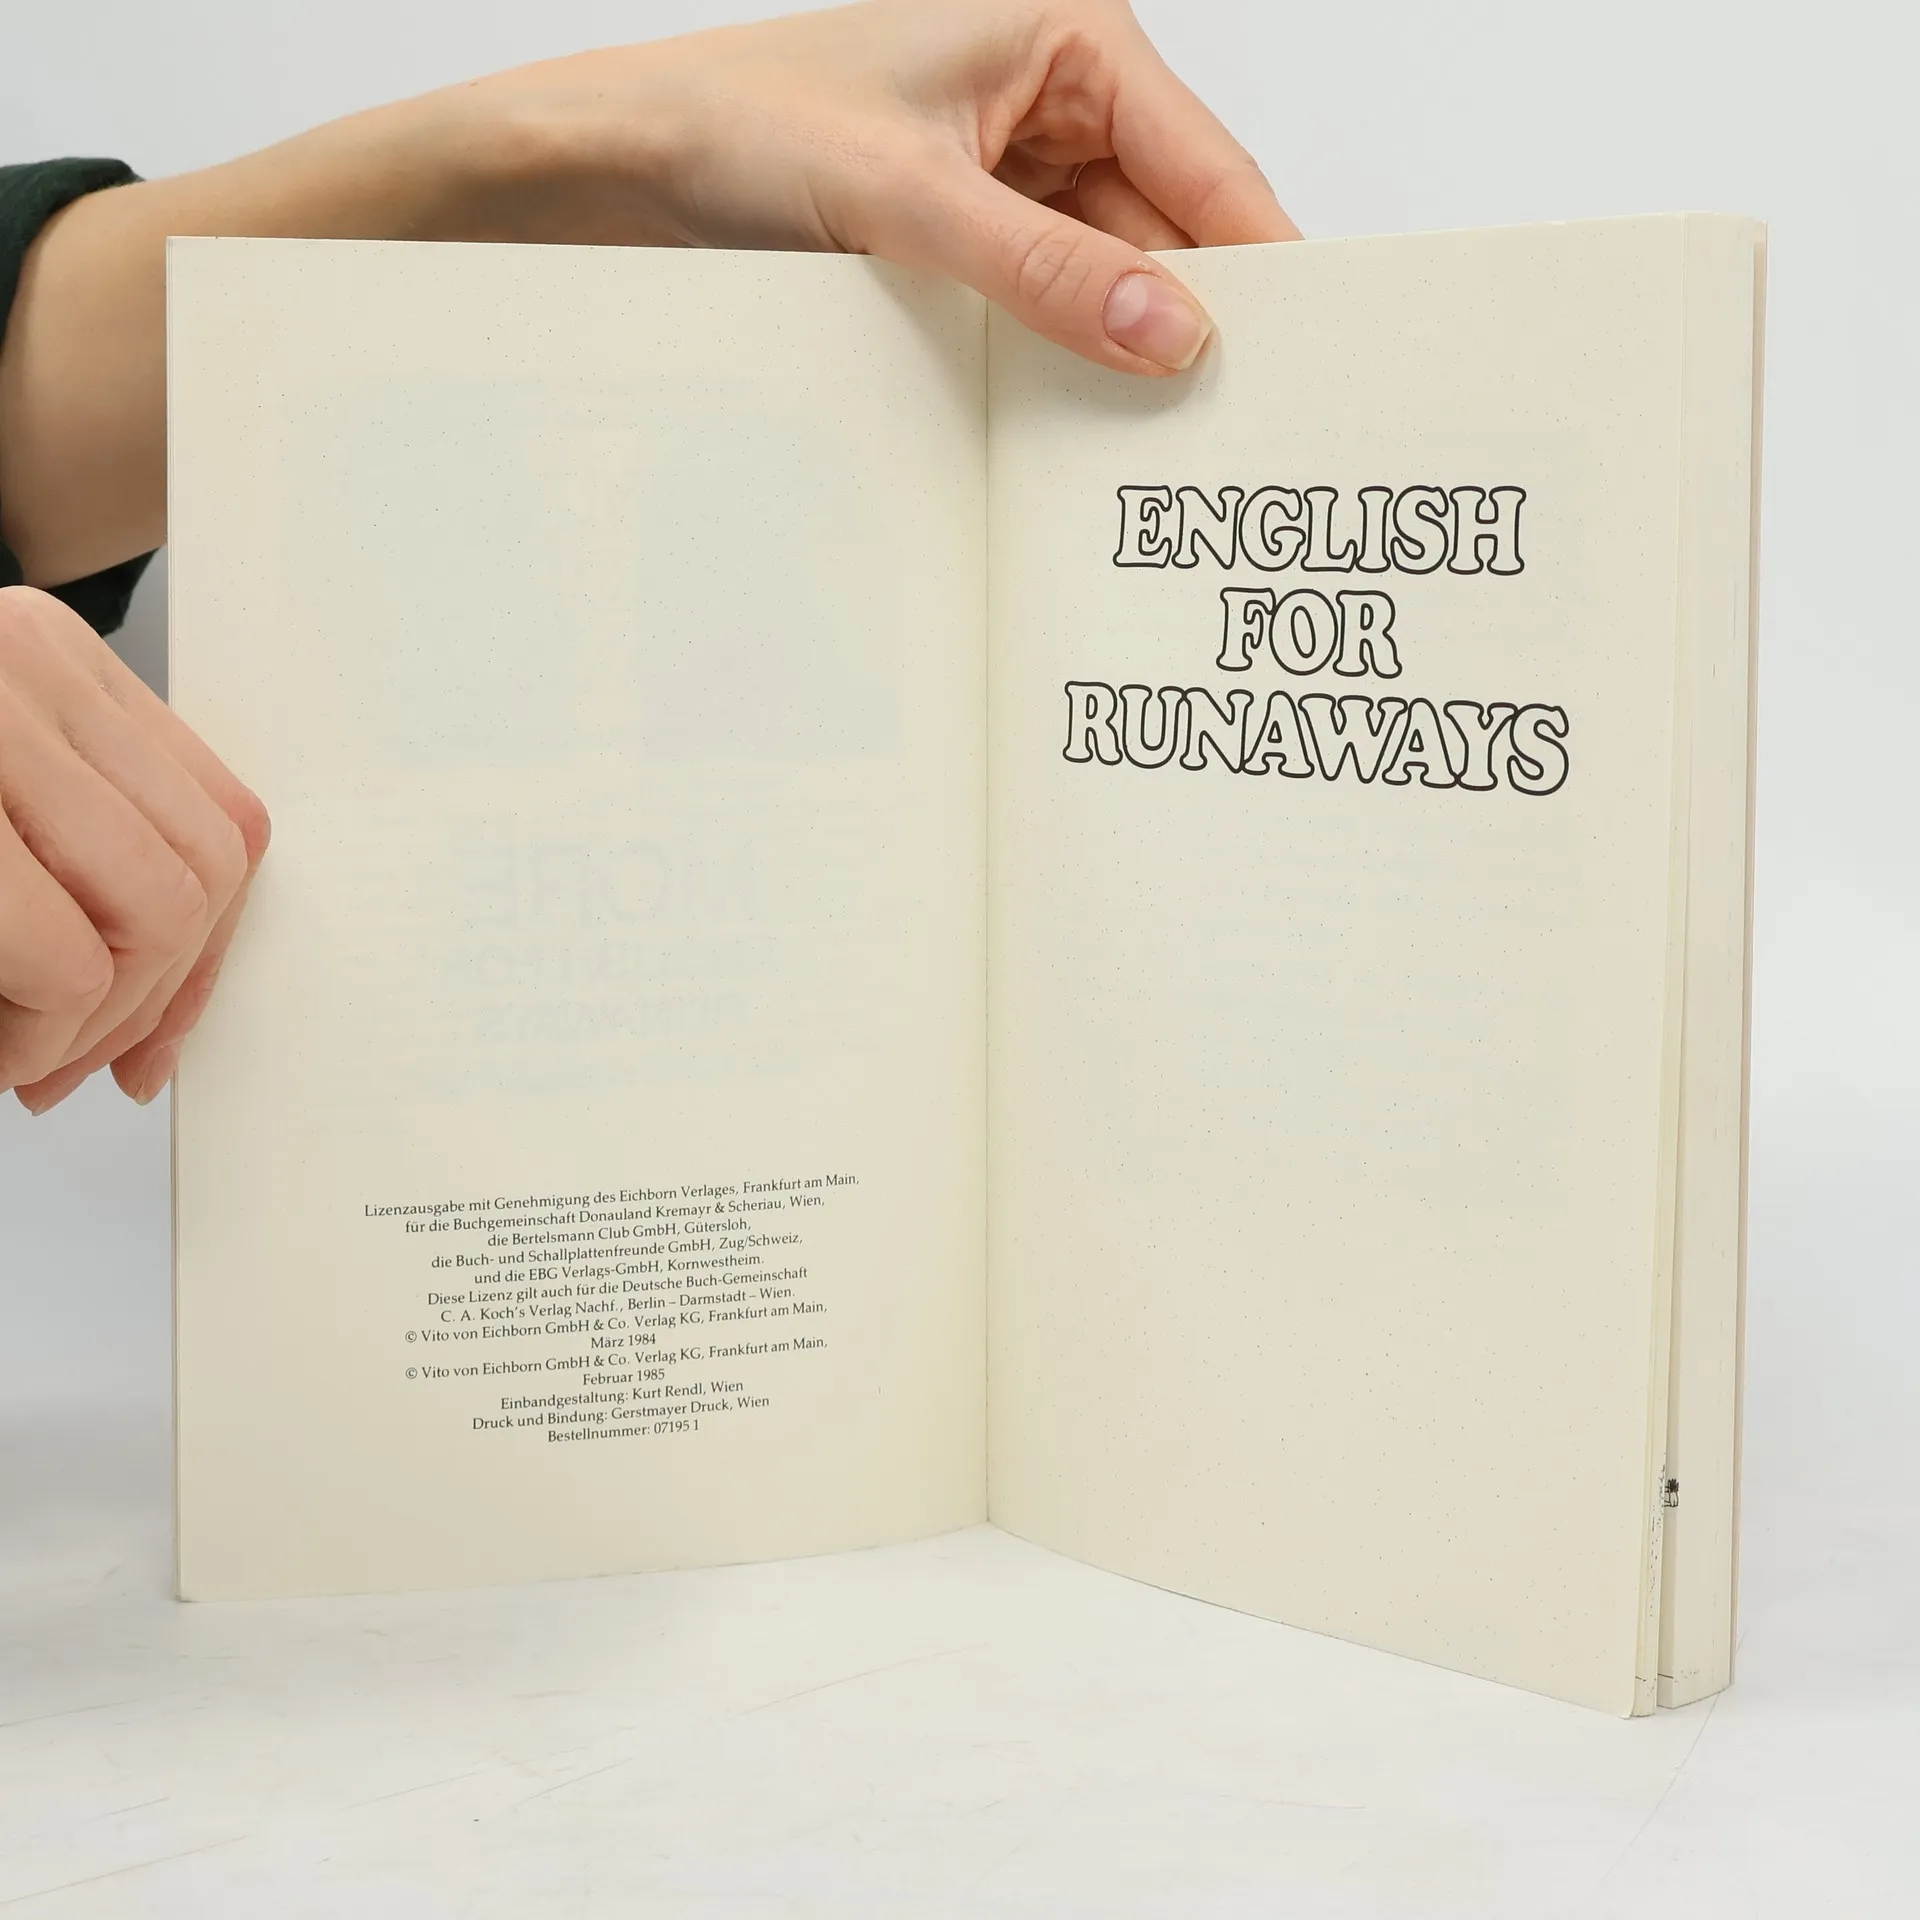 Lizenzausgabe mit Genehmigung des Eichborn Verlages, Frankfurt am Main,
für die Buchgemeinschaft Donauland Kremayr & Scheriau, Wien,
die Bertelsmann Club GmbH, Gütersloh,
die Buch- und Schallplattenfreunde GmbH, Zug/Schweiz,
und die EBG Verlags-GmbH, Kornwestheim.
Diese Lizenz gilt auch für die Deutsche Buch-Gemeinschaft
C. A. Koch's Verlag Nachf., Berlin – Darmstadt – Wien.
© Vito von Eichborn GmbH & Co. Verlag KG, Frankfurt am Main,
März 1984
© Vito von Eichborn GmbH & Co. Verlag KG, Frankfurt am Main,
Februar 1985
Einbandgestaltung: Kurt Rendl, Wien
Druck und Bindung: Gerstmayer Druck, Wien
Bestellnummer: 07195 1
ENGLISH
FOR
RUNAWAYS